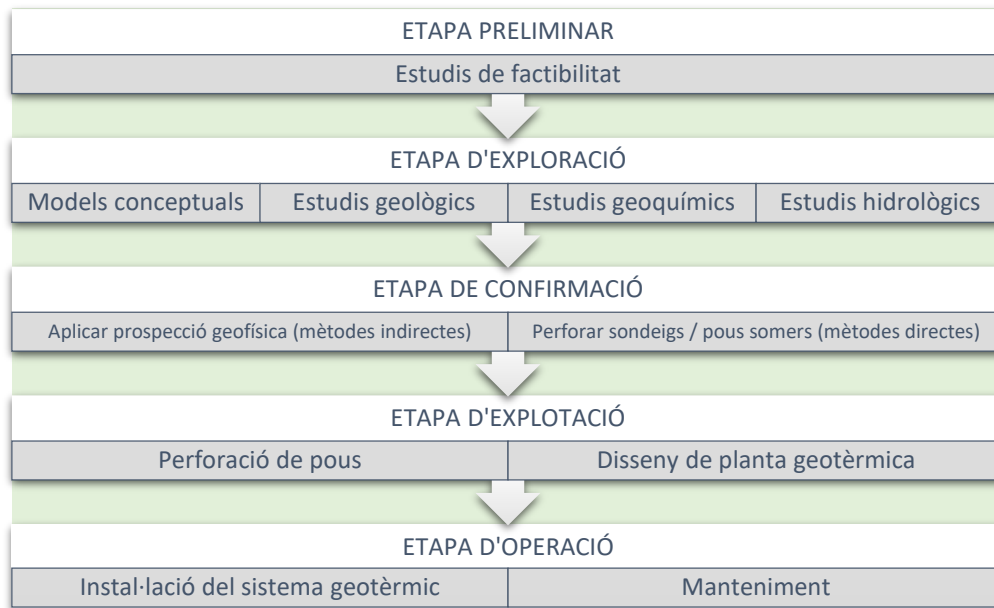 ETAPA PRELIMINAR
Estudis de factibilitat
ETAPA D'EXPLORACIÓ
Models conceptuals
Estudis geològics
Estudis geoquímics
Estudis hidrològics
ETAPA DE CONFIRMACIÓ
Aplicar prospecció geofísica (mètodes indirectes)
Perforar sondeigs / pous somers (mètodes directes)
ETAPA D'EXPLOTACIÓ
Perforació de pous
Disseny de planta geotèrmica
ETAPA D'OPERACIÓ
Instal·lació del sistema geotèrmic
Manteniment